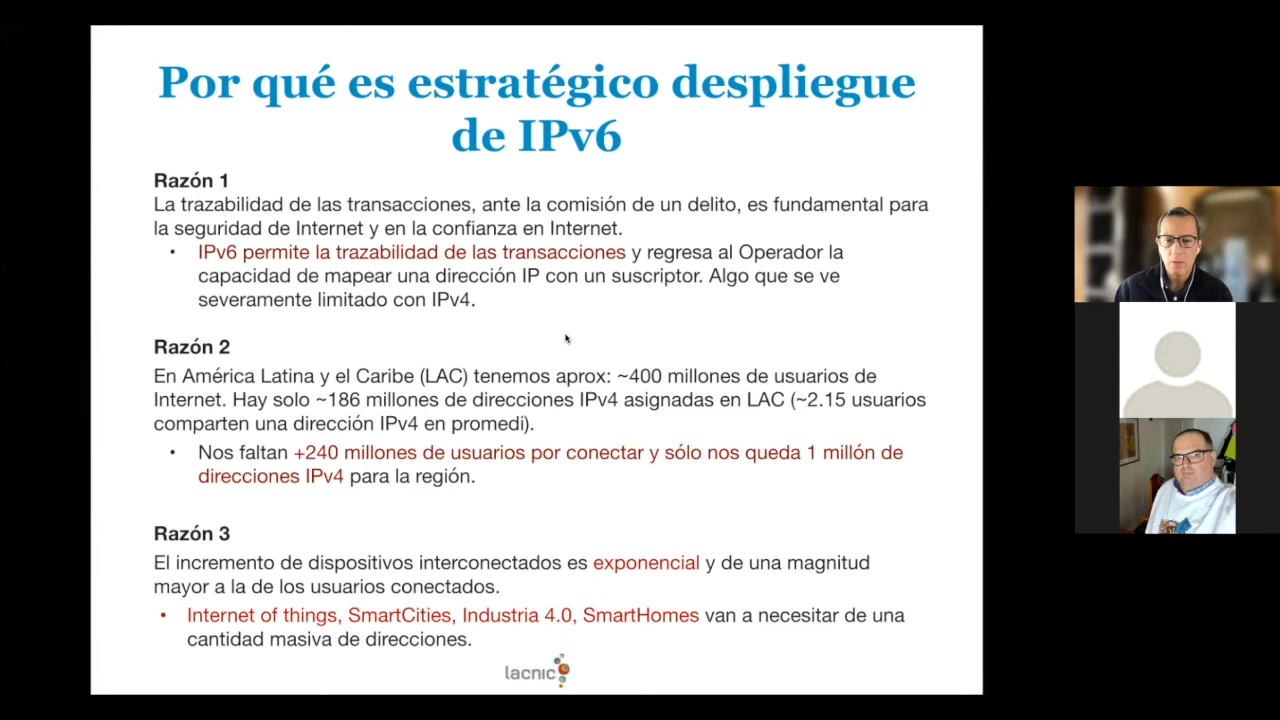 Por qué es estratégico despliegue
de IPv6
Razón 1
La trazabilidad de las transacciones, ante la comisión de un delito, es fundamental para
la seguridad de Internet y en la confianza en Internet.
• IPv6 permite la trazabilidad de las transacciones y regresa al Operador la
capacidad de mapear una dirección IP con un suscriptor. Algo que se ve
severamente limitado con IPv4.
Razón 2
En América Latina y el Caribe (LAC) tenemos aprox: ~400 millones de usuarios de
Internet. Hay solo ~186 millones de direcciones IPv4 asignadas en LAC (~2.15 usuarios
comparten una dirección IPv4 en promedi).
• Nos faltan +240 millones de usuarios por conectar y sólo nos queda 1 millón de
direcciones IPv4 para la región.
Razón 3
El incremento de dispositivos interconectados es exponencial y de una magnitud
mayor a la de los usuarios conectados.
• Internet of things, SmartCities, Industria 4.0, SmartHomes van a necesitar de una
cantidad masiva de direcciones.
lacnic